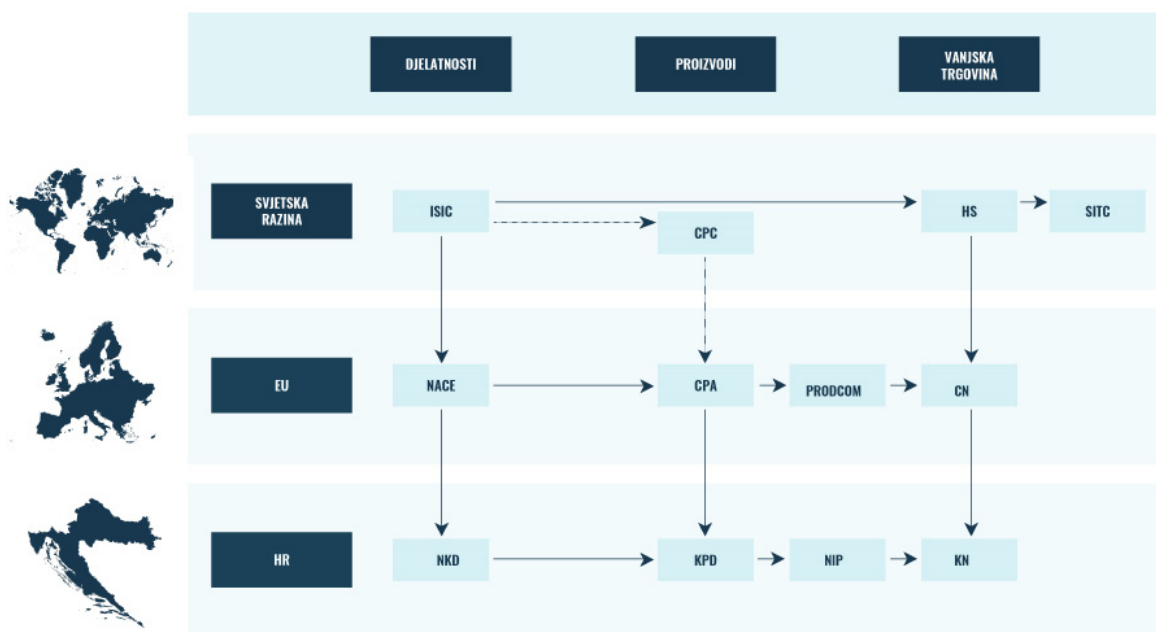 DJELATNOSTI
PROIZVODI
VANJSKA
TRGOVINA
SVJETSKA
RAZINA
ISIC
CPC
HS
SITC
EU
NACE
CPA
PRODCOM
CN
HR
NKD
KPD
NIP
KN